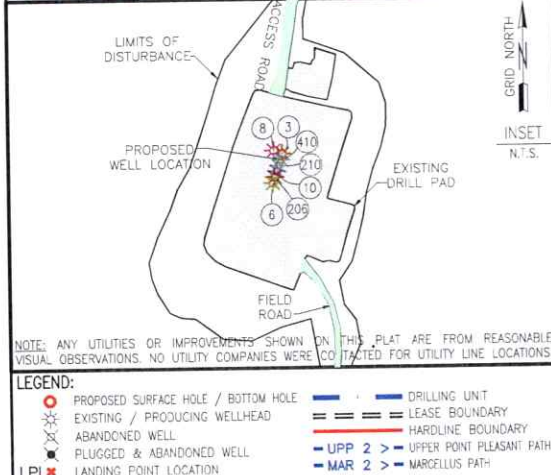 LIMITS OF
DISTURBANCE
ACCESS ROAD
GRID NORTH
N
INSET
N.T.S.
PROPOSED
WELL LOCATION
8
3
410
210
10
206
6
EXISTING
DRILL PAD
FIELD
ROAD
NOTE: ANY UTILITIES OR IMPROVEMENTS SHOWN ON THIS PLAT ARE FROM REASONABLE
VISUAL OBSERVATIONS. NO UTILITY COMPANIES WERE CONTACTED FOR UTILITY LINE LOCATIONS
LEGEND:
PROPOSED SURFACE HOLE / BOTTOM HOLE
EXISTING / PRODUCING WELLHEAD
ABANDONED WELL
PLUGGED & ABANDONED WELL
LPL LANDING POINT LOCATION
DRILLING UNIT
LEASE BOUNDARY
HARDLINE BOUNDARY
UPP 2 > UPPER POINT PLEASANT PATH
MAR 2 > MARCELLUS PATH